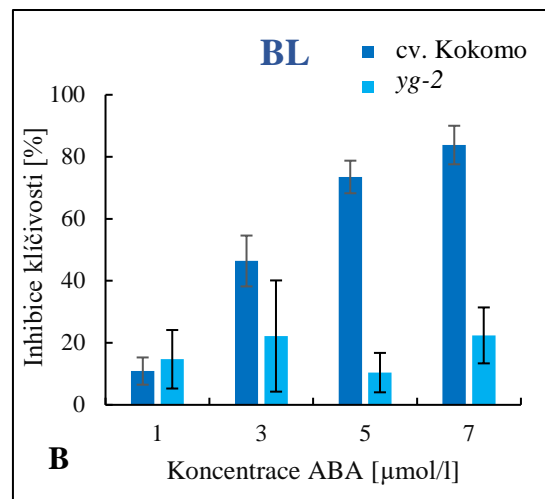 BL
cv. Kokomo
yg-2
Inhibice klíčivosti [%]
100
80
60
40
20
0
1 3 5 7
B
Koncentrace ABA [µmol/l]